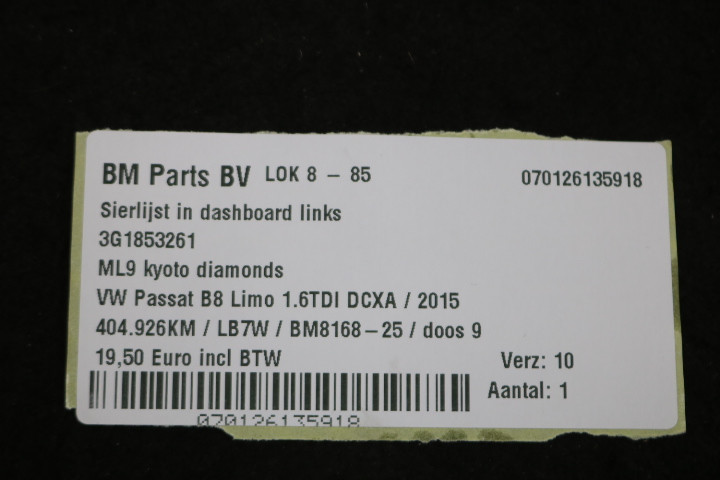 BM Parts BV LOK 8 – 85 070126135918
Sierlijst in dashboard links
3G1853261
ML9 kyoto diamonds
VW Passat B8 Limo 1.6TDI DCXA / 2015
404.926KM / LB7W / BM8168–25 / doos 9
19,50 Euro incl BTW Verz: 10
Aantal: 1
070126135918